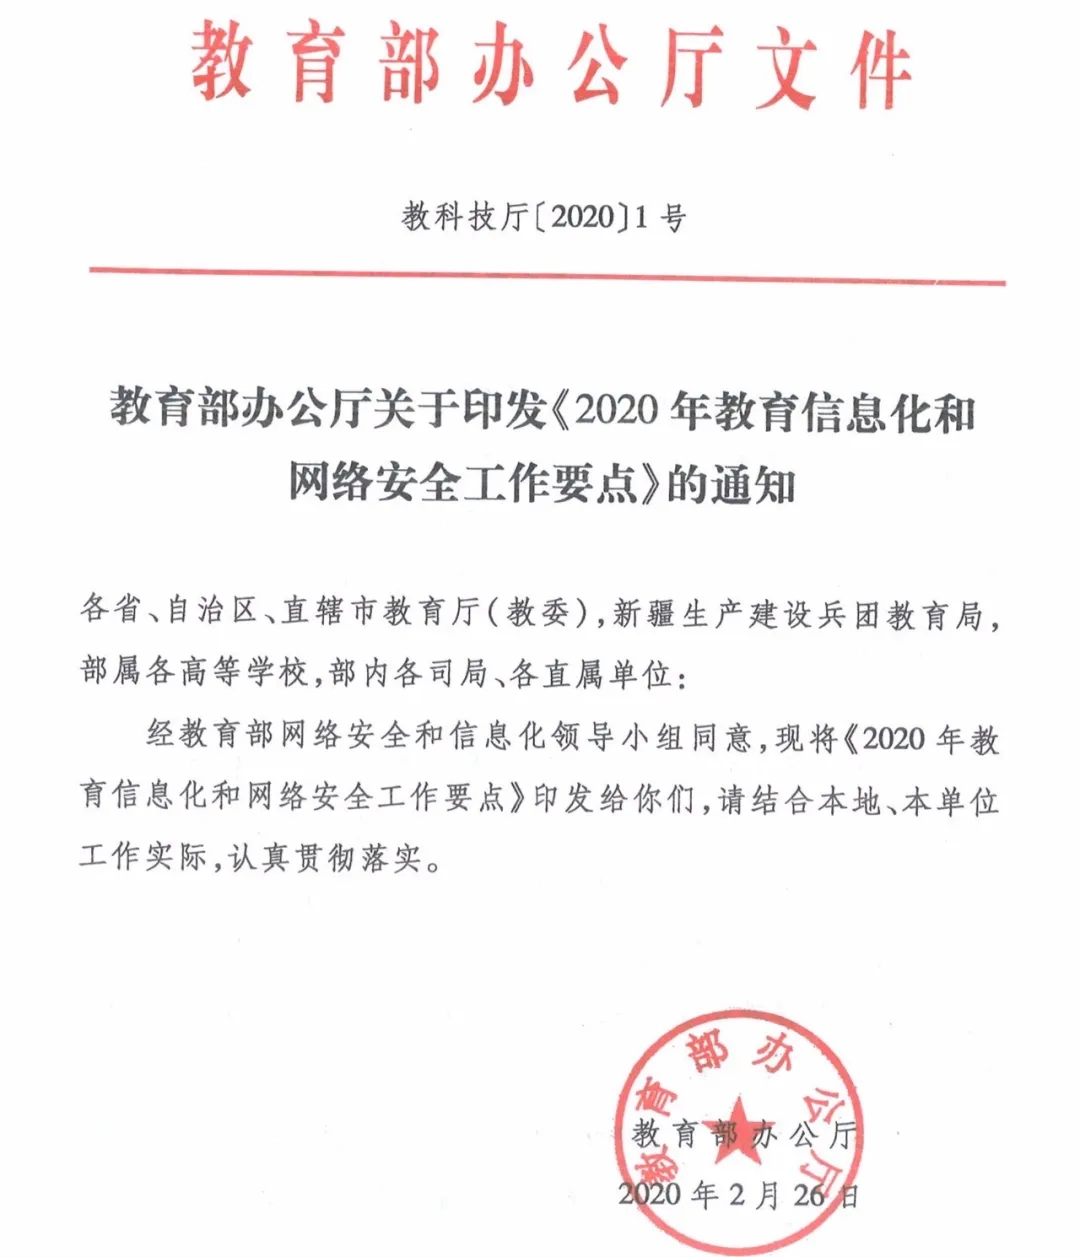 教育部办公厅文件
教科技厅〔2020〕1号
教育部办公厅关于印发《2020年教育信息化和
网络安全工作要点》的通知
各省、自治区、直辖市教育厅(教委),新疆生产建设兵团教育局,
部属各高等学校,部内各司局、各直属单位:
经教育部网络安全和信息化领导小组同意,现将《2020年教
育信息化和网络安全工作要点》印发给你们,请结合本地、本单位
工作实际,认真贯彻落实。
教育部办公厅
教育部办公厅
2020年2月26日